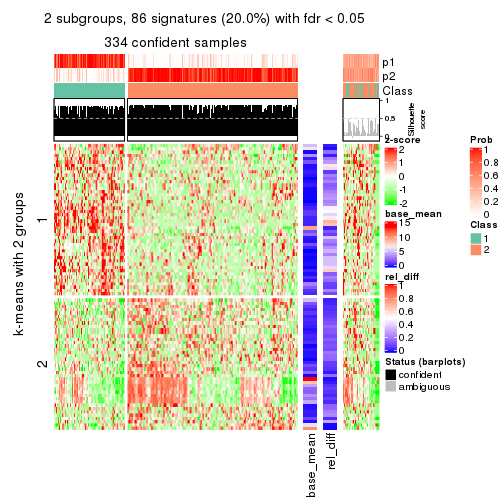 2 subgroups, 86 signatures (20.0%) with fdr < 0.05
334 confident samples
p1
p2
Class
1
0.5
0
Silhouette
score
k-means with 2 groups
1
2
base_mean
rel_diff
z-score
2
1
0
-1
-2
base_mean
15
10
5
0
rel_diff
1
0.8
0.6
0.4
0.2
0
Status (barplots)
confident
ambiguous
Prob
1
0.8
0.6
0.4
0.2
0
Class
1
2